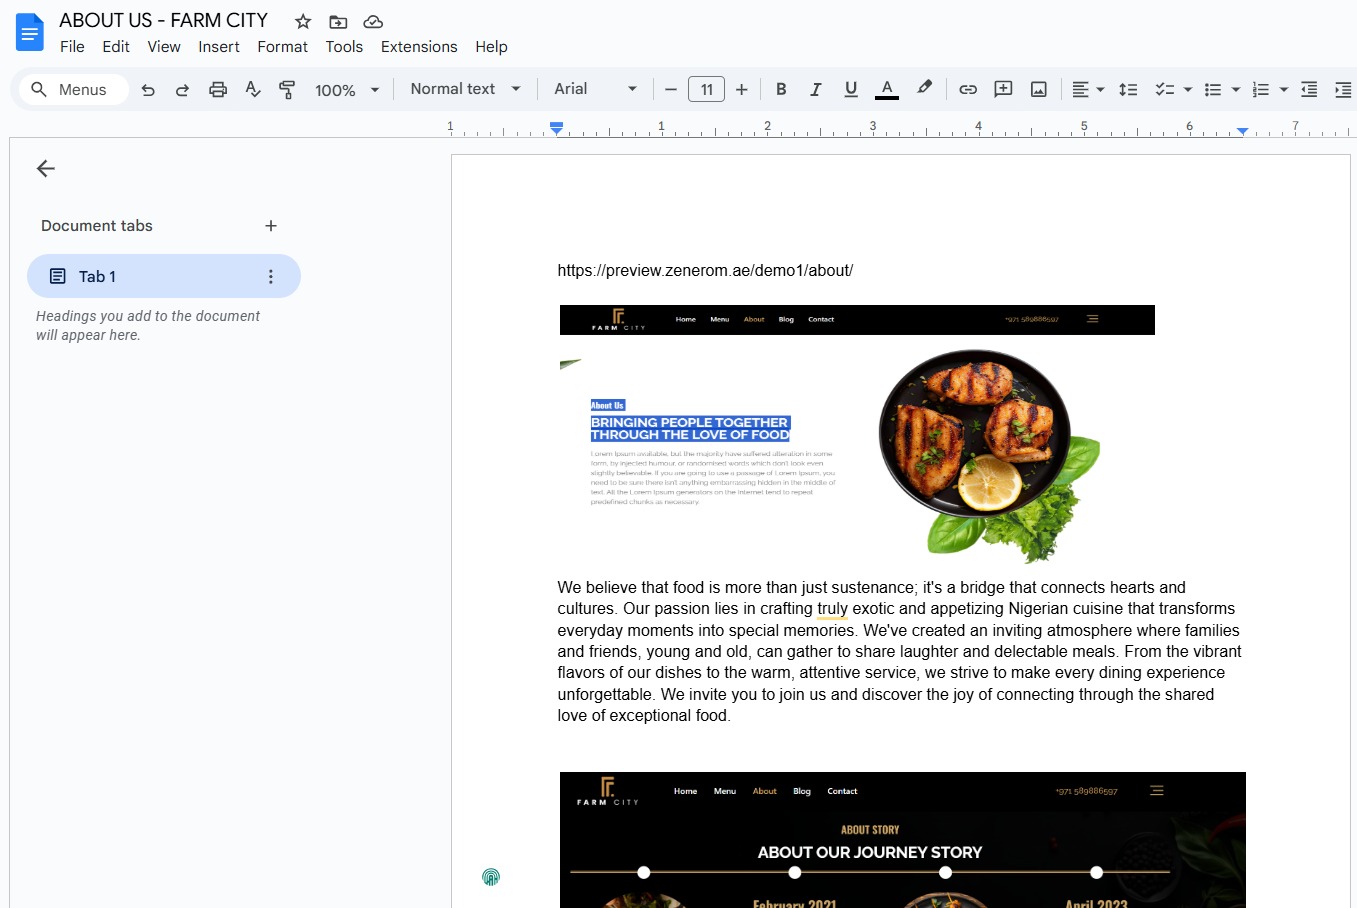 ABOUT US - FARM CITY
File Edit View Insert Format Tools Extensions Help
Menus 100% Normal text Arial 11 B I U A
1 1 2 3 4 5 6 7
Document tabs
Tab 1
Headings you add to the document
will appear here.
https://preview.zenerom.ae/demo1/about/
FARM CITY Home Menu About Blog Contact +971 589886597
About Us
BRINGING PEOPLE TOGETHER
THROUGH THE LOVE OF FOOD
Lorem Ipsum available, but the majority have suffered alteration in some
form, by injected humour, or randomised words which don't look even
slightly believable. If you are going to use a passage of Lorem Ipsum, you
need to be sure there isn't anything embarrassing hidden in the middle of
text. All the Lorem Ipsum generators on the Internet tend to repeat
predefined chunks as necessary
We believe that food is more than just sustenance; it's a bridge that connects hearts and
cultures. Our passion lies in crafting truly exotic and appetizing Nigerian cuisine that transforms
everyday moments into special memories. We've created an inviting atmosphere where families
and friends, young and old, can gather to share laughter and delectable meals. From the vibrant
flavors of our dishes to the warm, attentive service, we strive to make every dining experience
unforgettable. We invite you to join us and discover the joy of connecting through the shared
love of exceptional food.
FARM CITY Home Menu About Blog Contact +971 589886597
ABOUT STORY
ABOUT OUR JOURNEY STORY
February 2021 April 2023